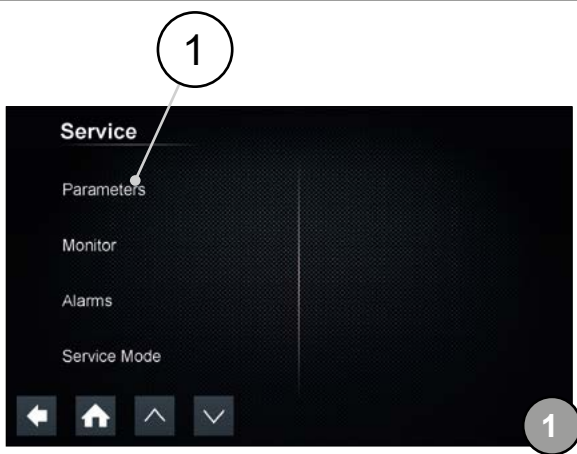 1
Service
Parameters
Monitor
Alarms
Service Mode
1